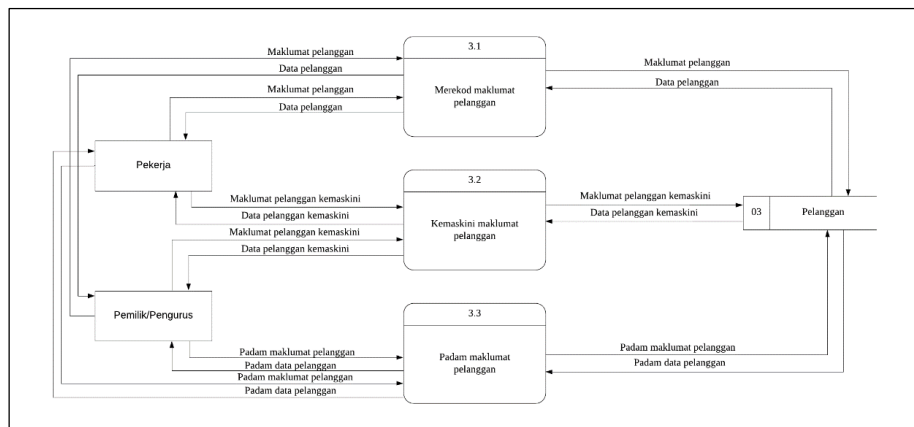 3.1
Maklumat pelanggan
Data pelanggan
Maklumat pelanggan
Data pelanggan
Merekod maklumat
pelanggan
Maklumat pelanggan
Data pelanggan
Pekerja
3.2
Maklumat pelanggan kemaskini
Data pelanggan kemaskini
Maklumat pelanggan kemaskini
Data pelanggan kemaskini
Kemaskini maklumat
pelanggan
Maklumat pelanggan kemaskini
Data pelanggan kemaskini
03
Pelanggan
Pemilik/Pengurus
3.3
Padam maklumat pelanggan
Padam data pelanggan
Padam maklumat pelanggan
Padam data pelanggan
Padam maklumat
pelanggan
Padam maklumat pelanggan
Padam data pelanggan